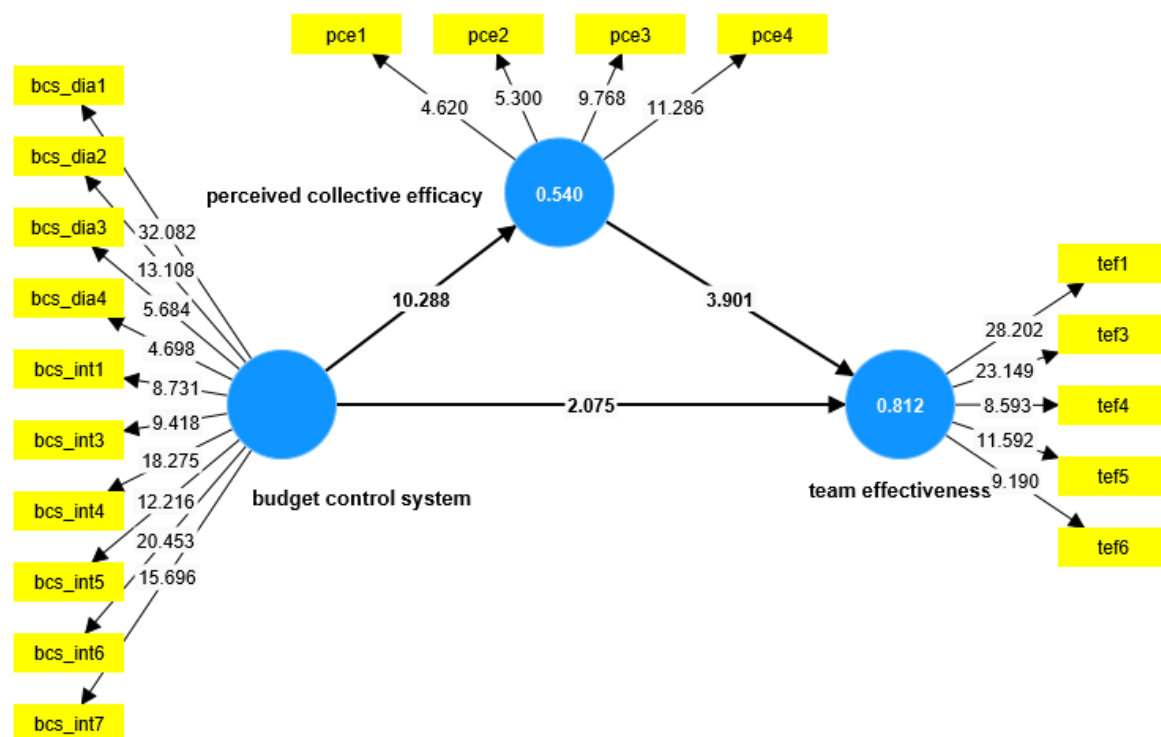 pce1 pce2 pce3 pce4
4.620 5.300 9.768 11.286
bcs_dia1
bcs_dia2
bcs_dia3
bcs_dia4
bcs_int1
bcs_int3
bcs_int4
bcs_int5
bcs_int6
bcs_int7
32.082
13.108
5.684
4.698
8.731
9.418
18.275
12.216
20.453
15.696
perceived collective efficacy
0.540
10.288
3.901
2.075
budget control system
0.812
team effectiveness
28.202
23.149
8.593
11.592
9.190
tef1
tef3
tef4
tef5
tef6